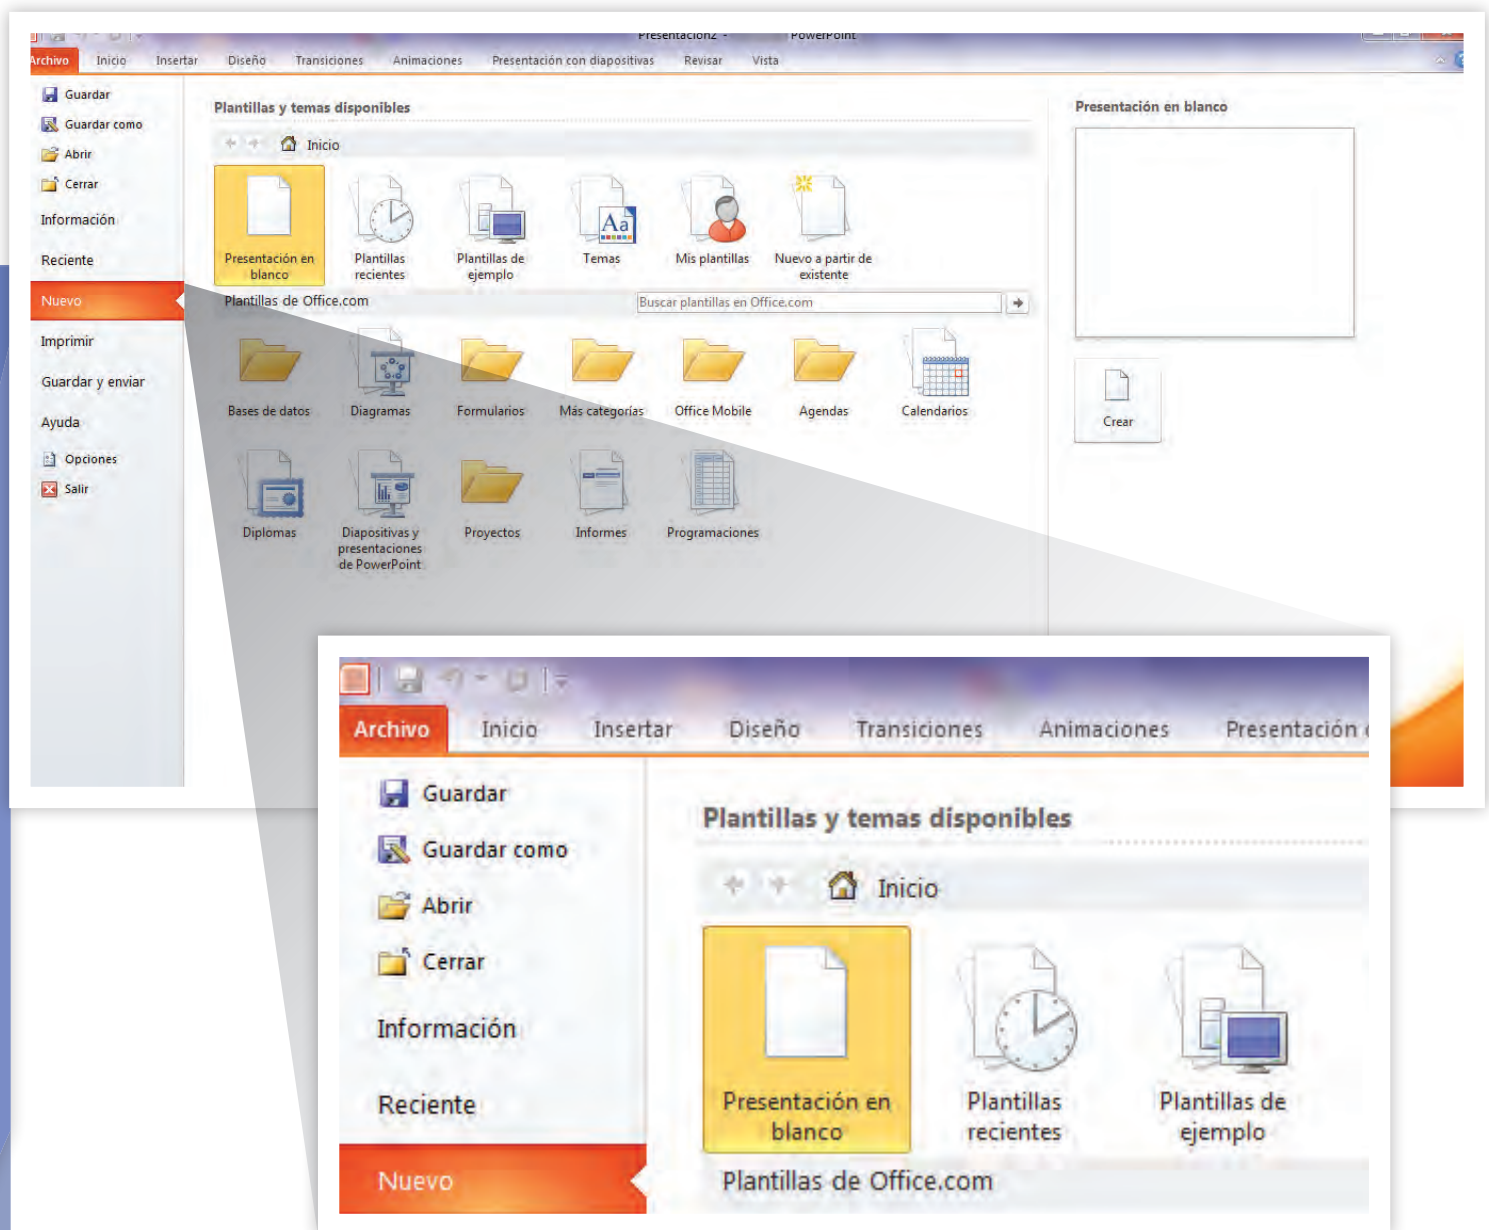 Presentación2 - PowerPoint
Archivo Inicio Insertar Diseño Transiciones Animaciones Presentación con diapositivas Revisar Vista
Guardar
Guardar como
Abrir
Cerrar
Información
Reciente
Nuevo
Imprimir
Guardar y enviar
Ayuda
Opciones
Salir
Plantillas y temas disponibles
Inicio
Presentación en
blanco
Plantillas
recientes
Plantillas de
ejemplo
Temas
Mis plantillas
Nuevo a partir de
existente
Plantillas de Office.com
Buscar plantillas en Office.com
Bases de datos
Diagramas
Formularios
Más categorías
Office Mobile
Agendas
Calendarios
Diplomas
Diapositivas y
presentaciones
de PowerPoint
Proyectos
Informes
Programaciones
Presentación en blanco
Crear
Archivo Inicio Insertar Diseño Transiciones Animaciones Presentación
Guardar
Guardar como
Abrir
Cerrar
Información
Reciente
Nuevo
Plantillas y temas disponibles
Inicio
Presentación en
blanco
Plantillas
recientes
Plantillas de
ejemplo
Plantillas de Office.com